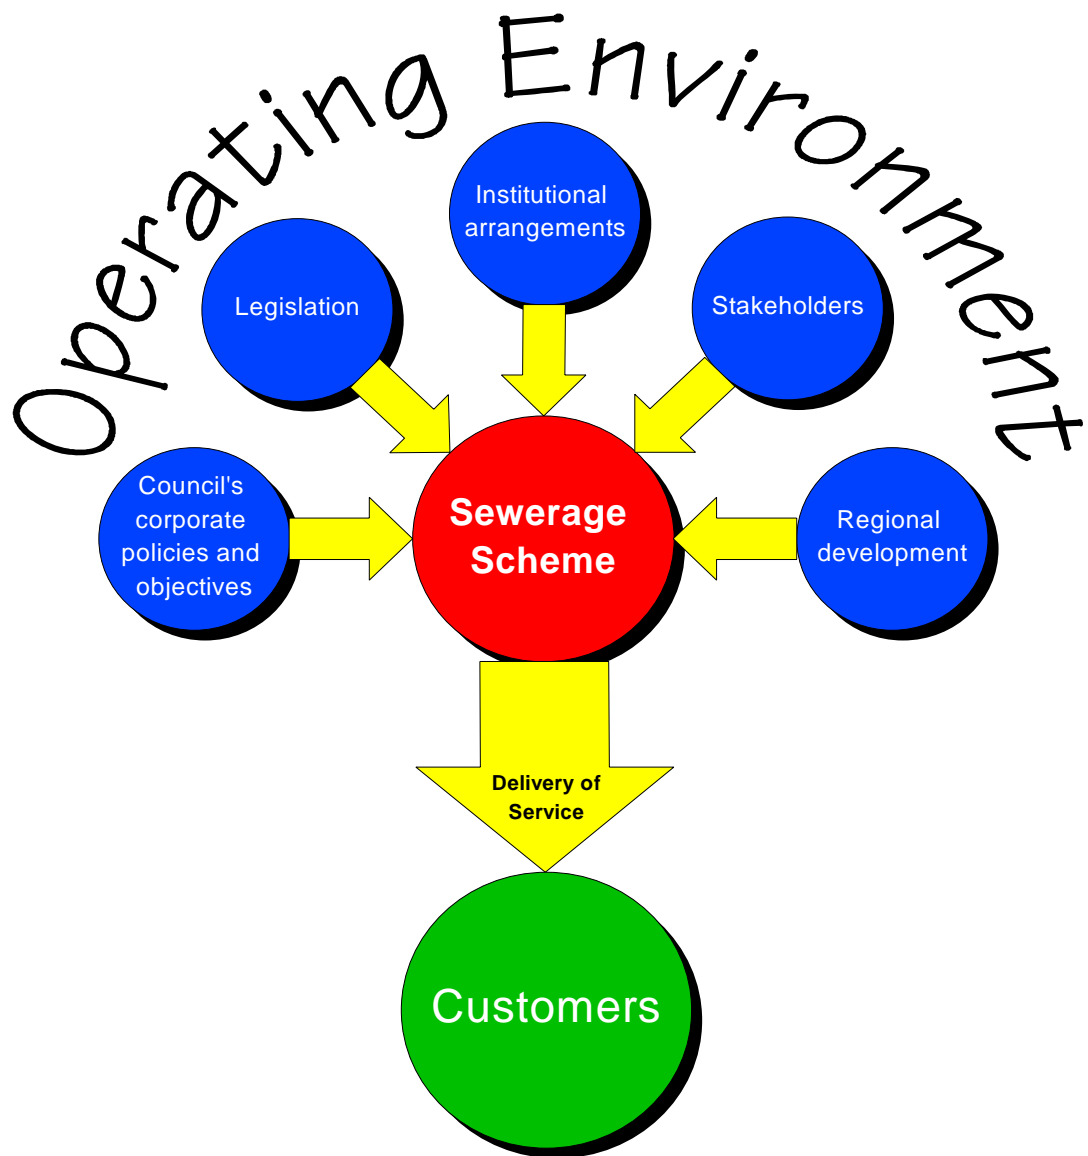 Operating Environment
Institutional
arrangements
Legislation
Stakeholders
Council's
corporate
policies and
objectives
Sewerage
Scheme
Regional
development
Delivery of
Service
Customers